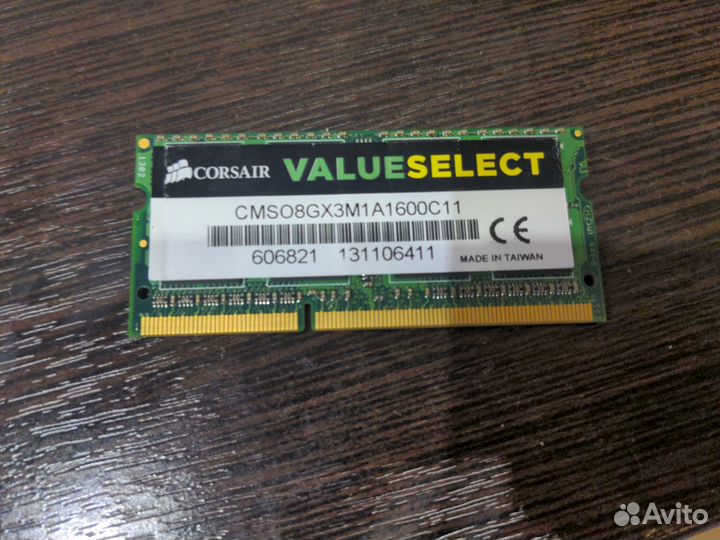 CORSAIR VALUESELECT
CMSO8GX3M1A1600C11
606821 131106411
CE
MADE IN TAIWAN
1302
Avito